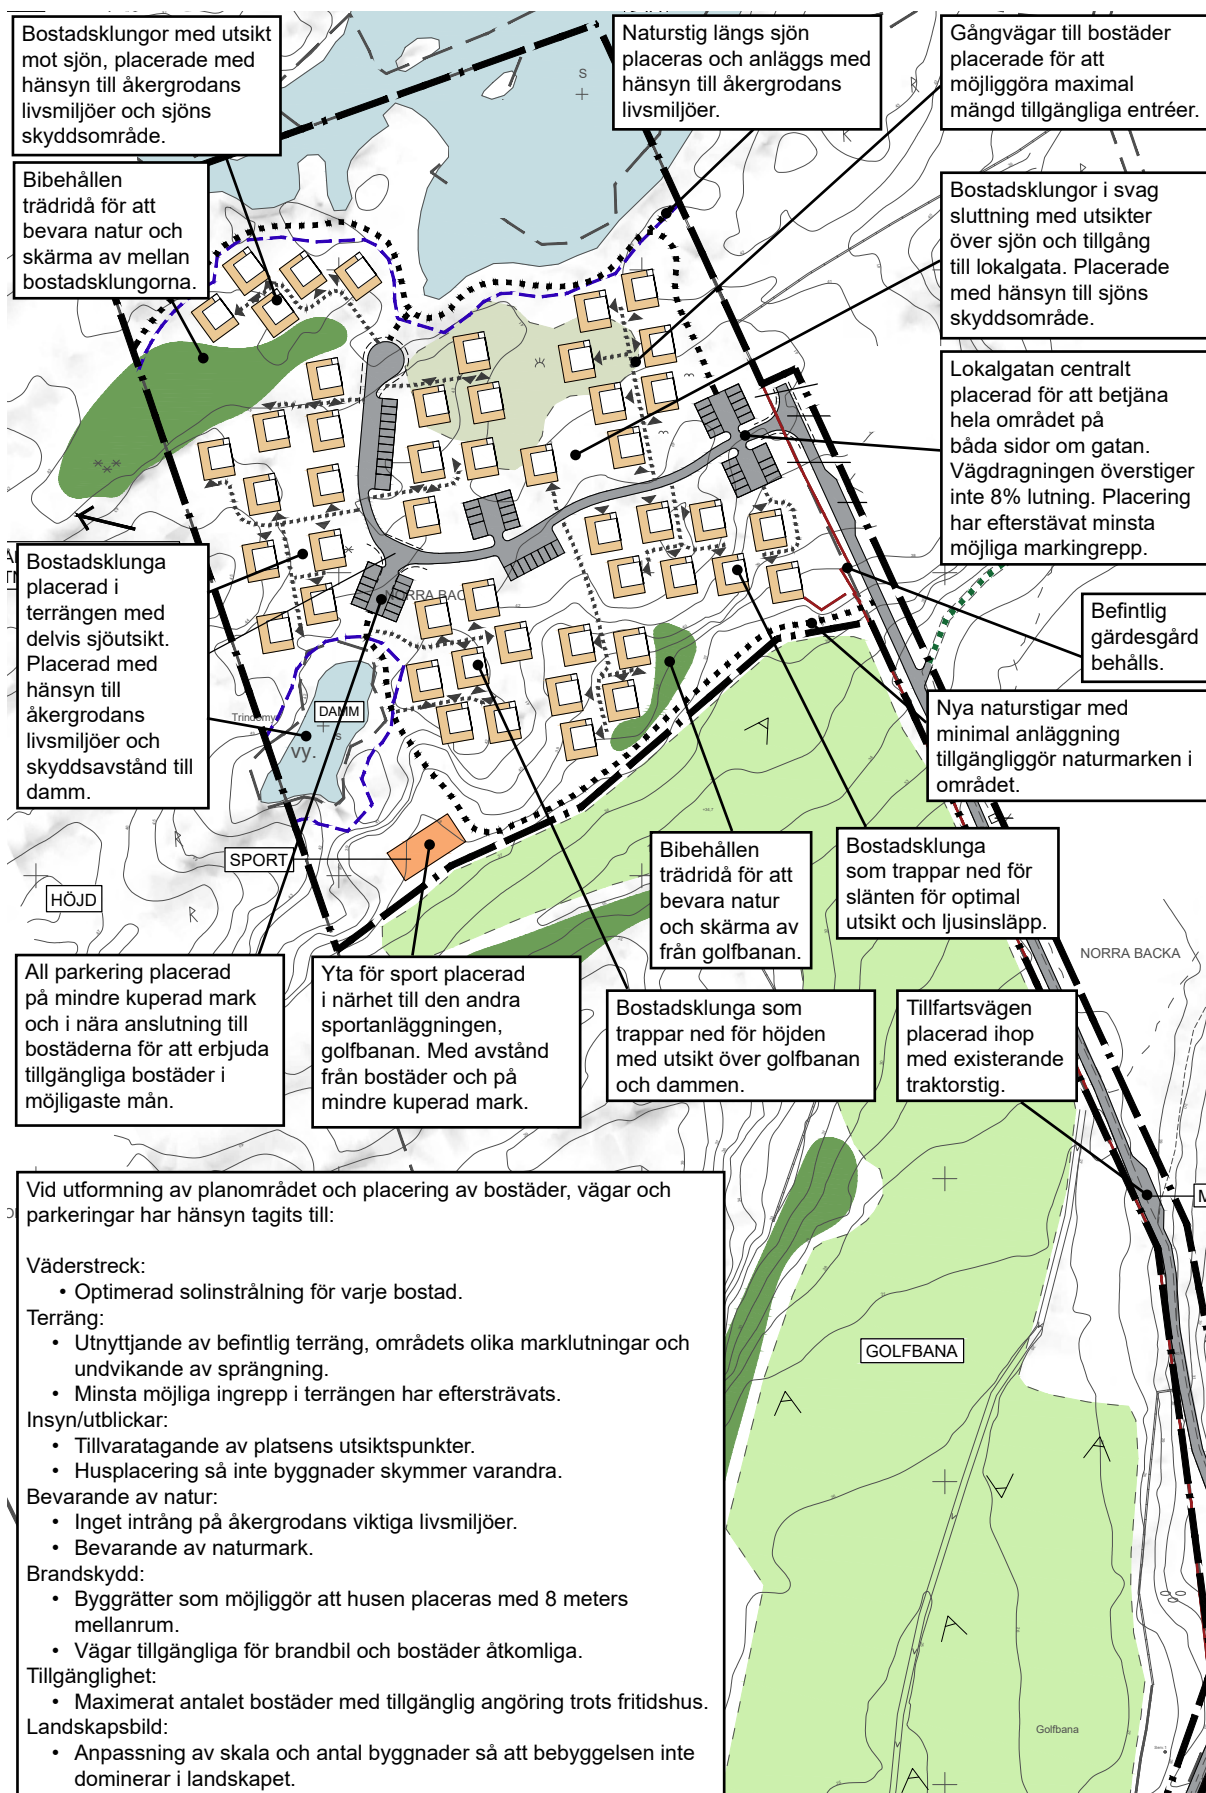 Bostadsklungor med utsikt
mot sjön, placerade med
hänsyn till åkergrodans
livsmiljöer och sjöns
skyddsområde.
Naturstig längs sjön
placeras och anläggs med
hänsyn till åkergrodans
livsmiljöer.
Gångvägar till bostäder
placerade för att
möjliggöra maximal
mängd tillgängliga entréer.
Bibehållen
trädridå för att
bevara natur och
skärma av mellan
bostadsklungorna.
Bostadsklungor i svag
sluttning med utsikter
över sjön och tillgång
till lokalgata. Placerade
med hänsyn till sjöns
skyddsområde.
Lokalgatan centralt
placerad för att betjäna
hela området på
båda sidor om gatan.
Vägdragningen överstiger
inte 8% lutning. Placering
har efterstävat minsta
möjliga markingrepp.
Bostadsklunga
placerad i
terrängen med
delvis sjöutsikt.
Placerad med
hänsyn till
åkergrodans
livsmiljöer och
skyddsavstånd till
damm.
S
NORRA BAC
Befintlig
gärdesgård
behålls.
DAMM
s
vy.
Nya naturstigar med
minimal anläggning
tillgängliggör naturmarken i
området.
SPORT
HÖJD
Bibehållen
trädridå för att
bevara natur
och skärma av
från golfbanan.
Bostadsklunga
som trappar ned för
slänten för optimal
utsikt och ljusinsläpp.
NORRA BACKA
All parkering placerad
på mindre kuperad mark
och i nära anslutning till
bostäderna för att erbjuda
tillgängliga bostäder i
möjligaste mån.
Yta för sport placerad
i närhet till den andra
sportanläggningen,
golfbanan. Med avstånd
från bostäder och på
mindre kuperad mark.
Bostadsklunga som
trappar ned för höjden
med utsikt över golfbanan
och dammen.
Tillfartsvägen
placerad ihop
med existerande
traktorstig.
M
Vid utformning av planområdet och placering av bostäder, vägar och
parkeringar har hänsyn tagits till:
Väderstreck:
• Optimerad solinstrålning för varje bostad.
Terräng:
• Utnyttjande av befintlig terräng, områdets olika marklutningar och
undvikande av sprängning.
• Minsta möjliga ingrepp i terrängen har eftersträvats.
Insyn/utblickar:
• Tillvaratagande av platsens utsiktspunkter.
• Husplacering så inte byggnader skymmer varandra.
Bevarande av natur:
• Inget intrång på åkergrodans viktiga livsmiljöer.
• Bevarande av naturmark.
Brandskydd:
• Byggrätter som möjliggör att husen placeras med 8 meters
mellanrum.
• Vägar tillgängliga för brandbil och bostäder åtkomliga.
Tillgänglighet:
• Maximerat antalet bostäder med tillgänglig angöring trots fritidshus.
Landskapsbild:
• Anpassning av skala och antal byggnader så att bebyggelsen inte
dominerar i landskapet.
GOLFBANA
Golfbana